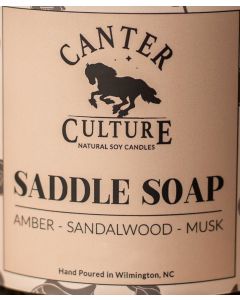 CANTER
CULTURE
NATURAL SOY CANDLES
SADDLE SOAP
AMBER - SANDALWOOD - MUSK
Hand Poured in Wilmington, NC